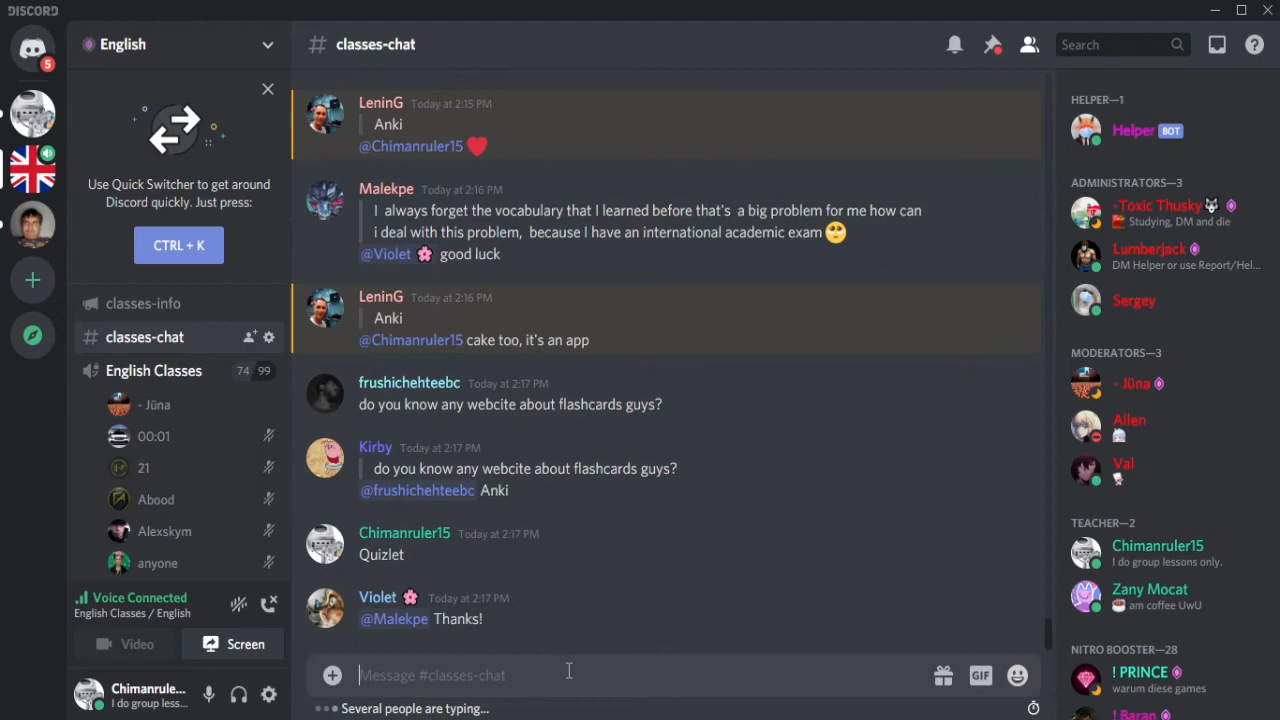 DISCORD
5
English
Use Quick Switcher to get around
Discord quickly. Just press:
CTRL + K
classes-info
# classes-chat
English Classes 74 99
- Jüna
00:01
21
Abood
Alexskym
anyone
Voice Connected
English Classes / English
Video
Screen
Chimanrule...
I do group less...
# classes-chat
Search
LeninG Today at 2:15 PM
Anki
@Chimanruler15
Malekpe Today at 2:16 PM
I always forget the vocabulary that I learned before that's a big problem for me how can
i deal with this problem, because I have an international academic exam
@Violet good luck
LeninG Today at 2:16 PM
Anki
@Chimanruler15 cake too, it's an app
frushichehteebc Today at 2:17 PM
do you know any webcite about flashcards guys?
Kirby Today at 2:17 PM
do you know any webcite about flashcards guys?
@frushichehteebc Anki
Chimanruler15 Today at 2:17 PM
Quizlet
Violet Today at 2:17 PM
@Malekpe Thanks!
Message #classes-chat
GIF
Several people are typing...
HELPER—1
Helper BOT
ADMINISTRATORS—3
-Toxic Thusky
Studying, DM and die
Lumberjack
DM Helper or use Report/Hel...
Sergey
MODERATORS—3
- Jüna
Allen
Val
TEACHER—2
Chimanruler15
I do group lessons only.
Zany Mocat
am coffee UwU
NITRO BOOSTER—28
! PRINCE
warum diese games
! Baran